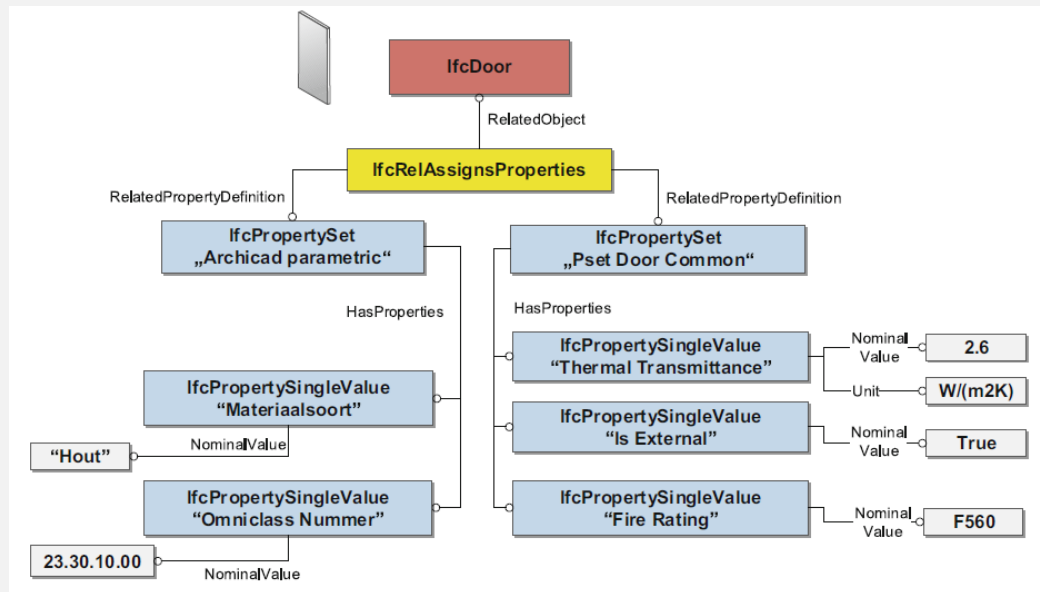 IfcDoor
RelatedObject
IfcRelAssignsProperties
RelatedPropertyDefinition
RelatedPropertyDefinition
IfcPropertySet
„Archicad parametric“
IfcPropertySet
„Pset Door Common“
HasProperties
HasProperties
IfcPropertySingleValue
“Thermal Transmittance”
Nominal
Value
2.6
Unit
W/(m2K)
IfcPropertySingleValue
“Materiaalsoort”
NominalValue
“Hout”
IfcPropertySingleValue
“Is External”
Nominal
Value
True
IfcPropertySingleValue
“Omniclass Nummer”
NominalValue
23.30.10.00
IfcPropertySingleValue
“Fire Rating”
Nominal
Value
F560